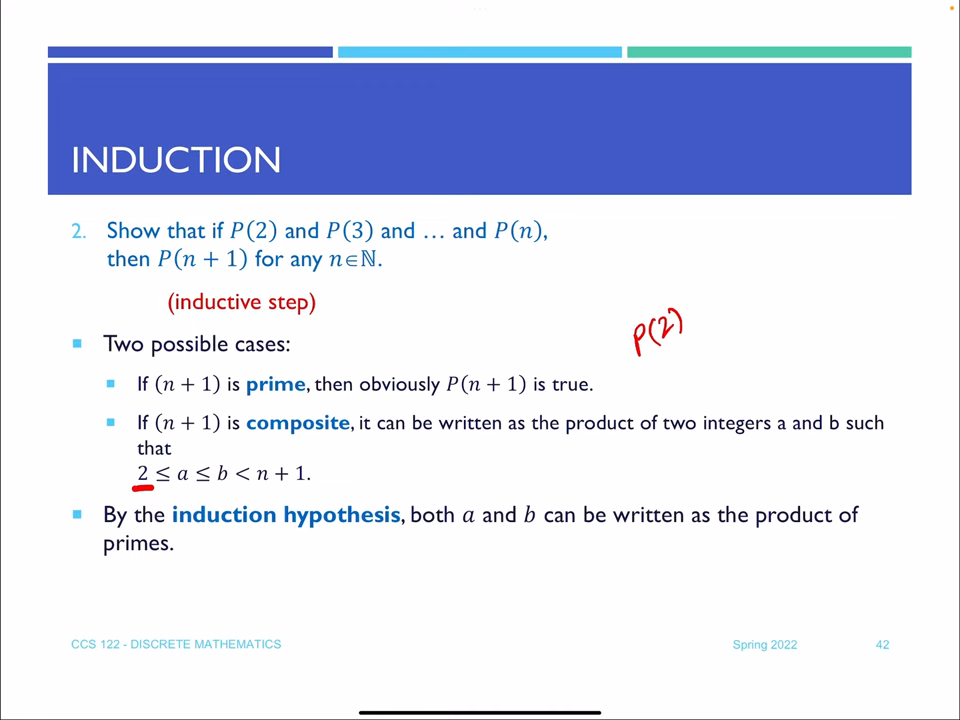 INDUCTION
2. Show that if P(2) and P(3) and … and P(n),
then P(n + 1) for any n∈ℕ.
(inductive step)
P(2)
▪ Two possible cases:
▪ If (n + 1) is prime, then obviously P(n + 1) is true.
▪ If (n + 1) is composite, it can be written as the product of two integers a and b such
that
2 ≤ a ≤ b < n + 1.
▪ By the induction hypothesis, both a and b can be written as the product of
primes.
CCS 122 - DISCRETE MATHEMATICS Spring 2022 42